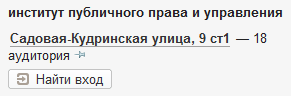 институт публичного права и управления
Садовая-Кудринская улица, 9 ст1 — 18
аудитория
Найти вход